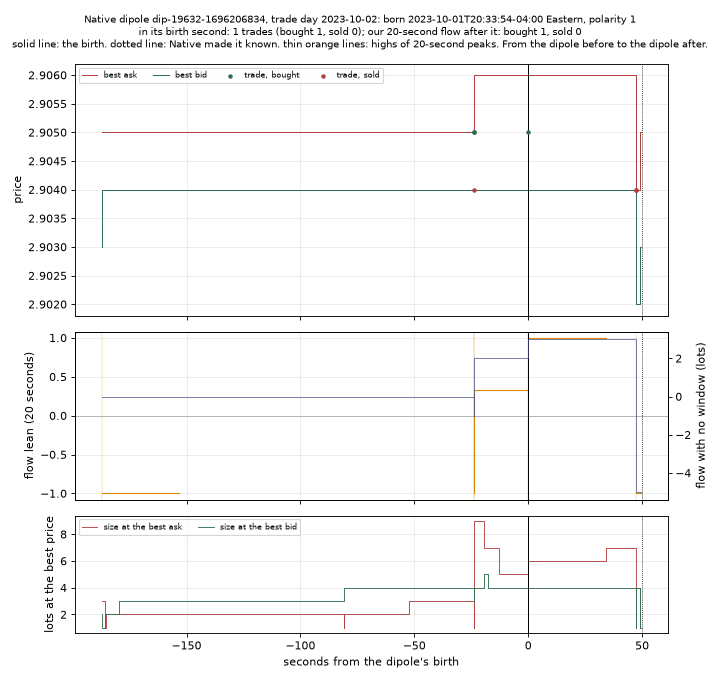 Native dipole dip-19632-1696206834, trade day 2023-10-02: born 2023-10-01T20:33:54-04:00 Eastern, polarity 1
in its birth second: 1 trades (bought 1, sold 0); our 20-second flow after it: bought 1, sold 0
solid line: the birth. dotted line: Native made it known. thin orange lines: highs of 20-second peaks. From the dipole before to the dipole after.
best ask best bid trade, bought trade, sold
2.9060
2.9055
2.9050
2.9045
2.9040
2.9035
2.9030
2.9025
2.9020
price
1.0
0.5
0.0
−0.5
−1.0
flow lean (20 seconds)
2
0
−2
−4
flow with no window (lots)
size at the best ask size at the best bid
8
6
4
2
lots at the best price
−150 −100 −50 0 50
seconds from the dipole's birth